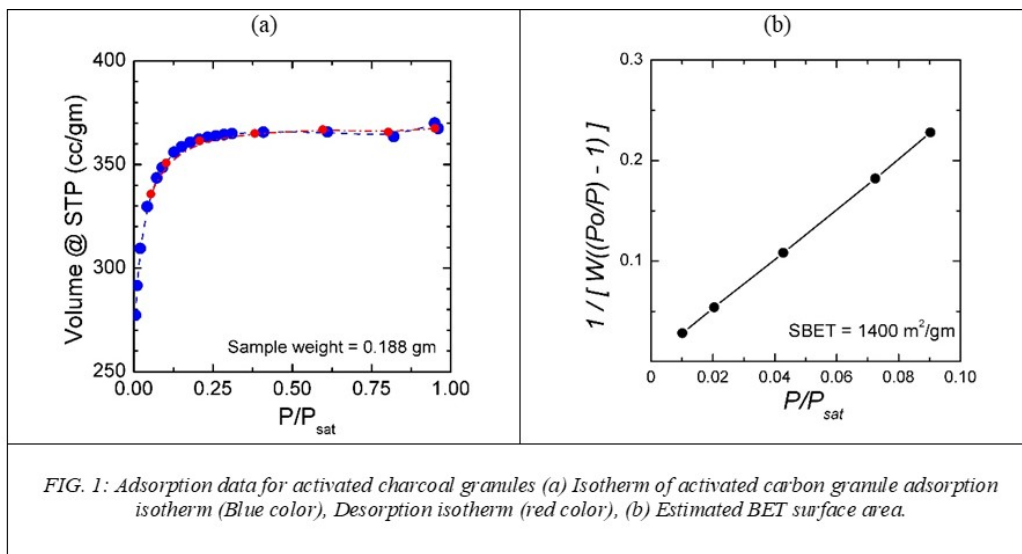 (a)
(b)
400
350
300
250
Volume @ STP (cc/gm)
Sample weight = 0.188 gm
0.00 0.25 0.50 0.75 1.00
P/Psat
0.3
0.2
0.1
1 / [ W((Po/P) - 1)) ]
SBET = 1400 m²/gm
0 0.02 0.04 0.06 0.08 0.10
P/Psat
FIG. 1: Adsorption data for activated charcoal granules (a) Isotherm of activated carbon granule adsorption
isotherm (Blue color), Desorption isotherm (red color), (b) Estimated BET surface area.